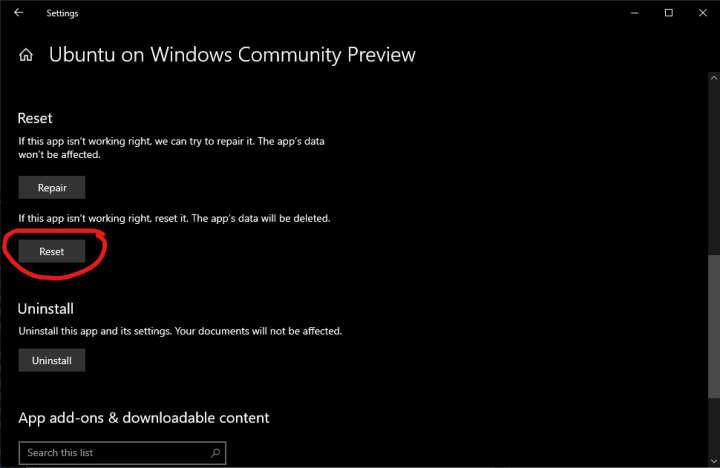 Settings
Ubuntu on Windows Community Preview
Reset
If this app isn't working right, we can try to repair it. The app's data
won't be affected.
Repair
If this app isn't working right, reset it. The app's data will be deleted.
Reset
Uninstall
Uninstall this app and its settings. Your documents will not be affected.
Uninstall
App add-ons & downloadable content
Search this list